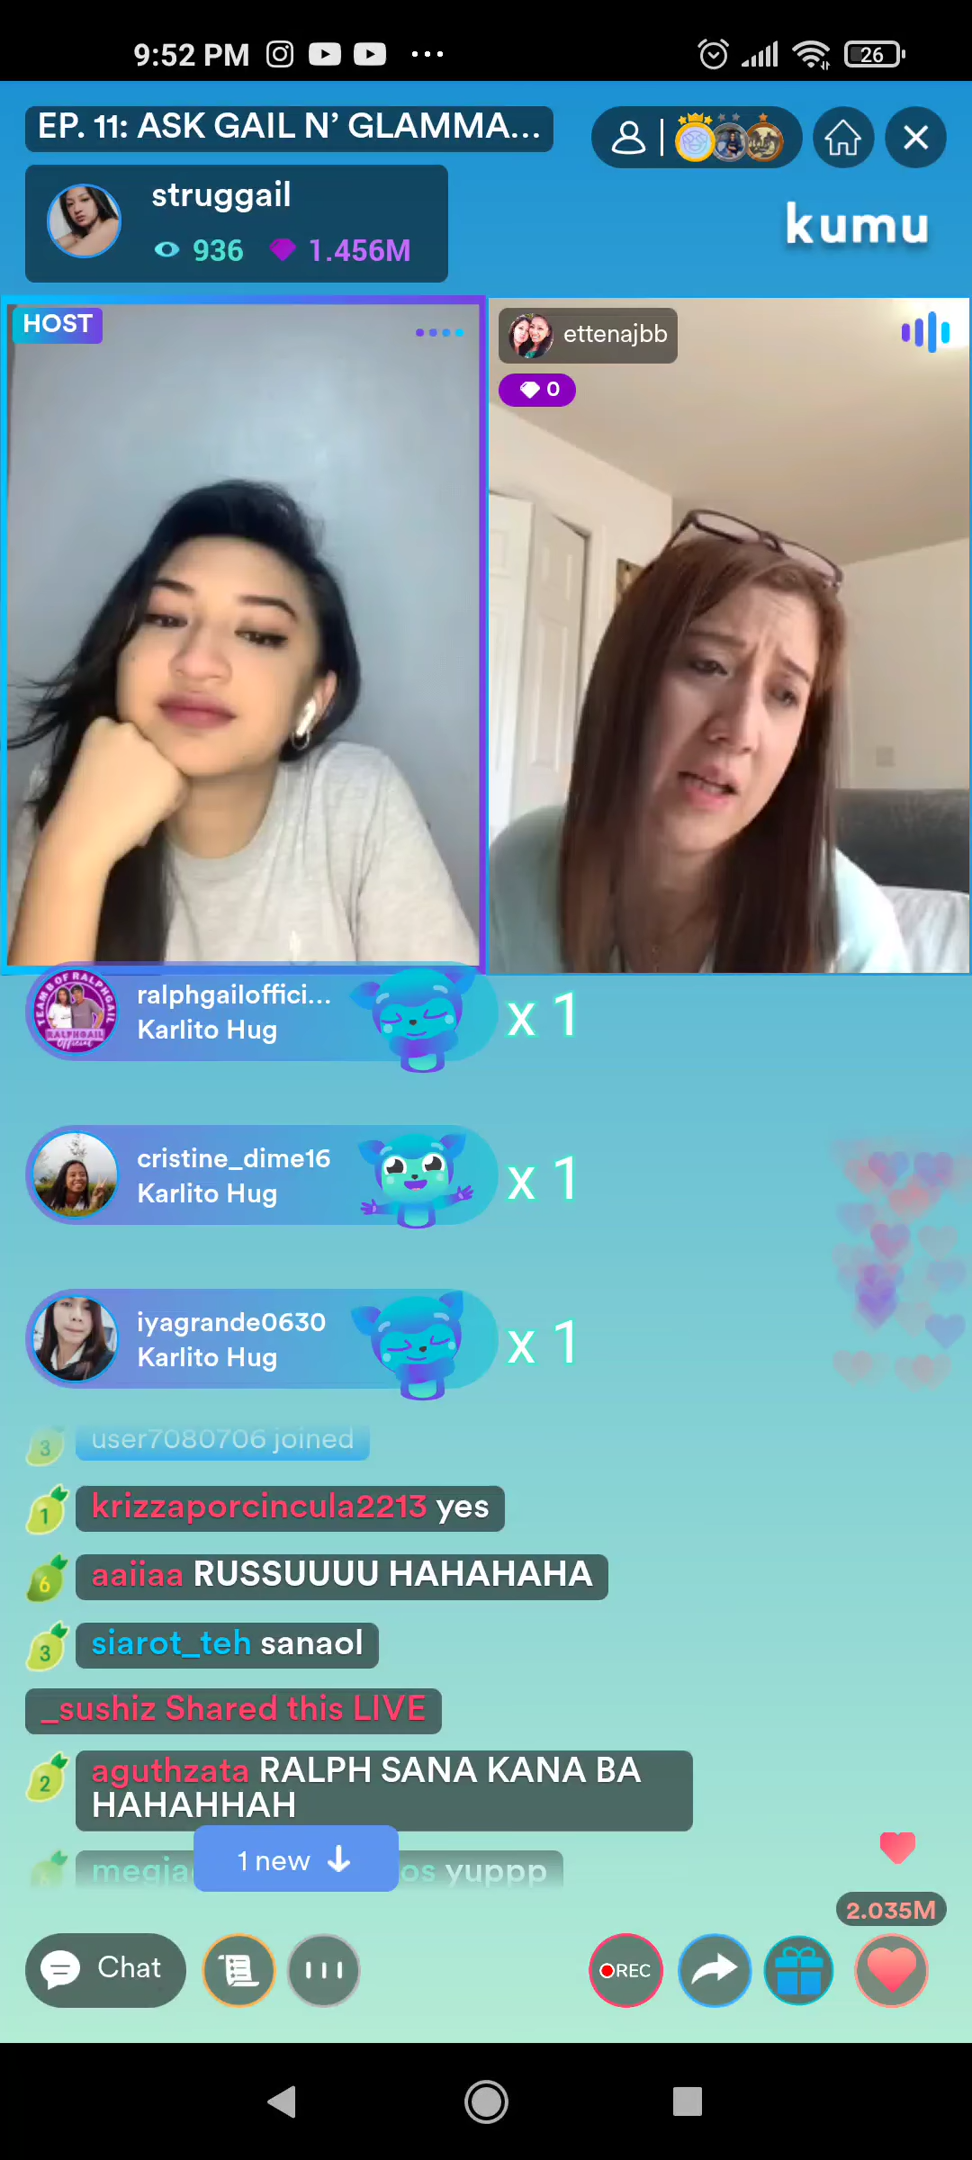 9:52 PM
26
EP. 11: ASK GAIL N’ GLAMMA...
struggail
936 1.456M
kumu
HOST
ettenajbb
0
ralphgailoffici...
Karlito Hug
x 1
cristine_dime16
Karlito Hug
x 1
iyagrande0630
Karlito Hug
x 1
3 user7080706 joined
1 krizzaporcincula2213 yes
6 aaiiaa RUSSUUUU HAHAHAHA
3 siarot_teh sanaol
_sushiz Shared this LIVE
2 aguthzata RALPH SANA KANA BA
HAHAHHAH
1 new
yuppp
2.035M
Chat
REC